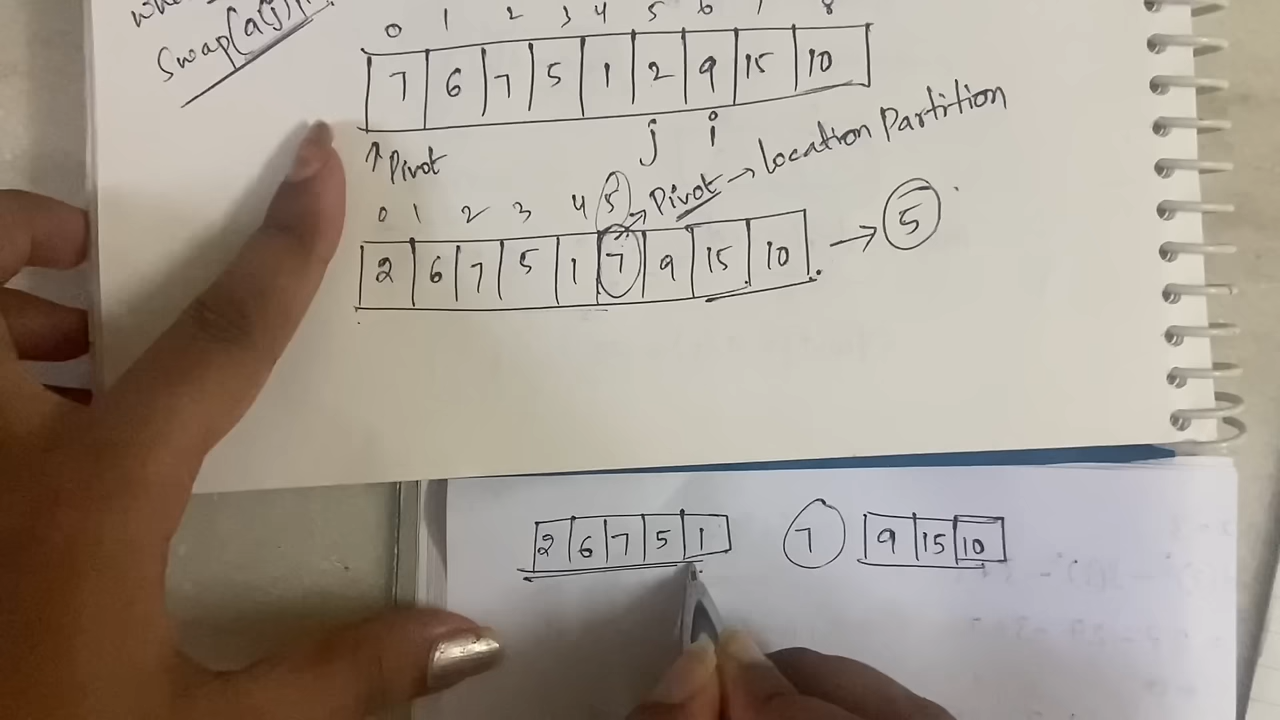 Swap(a[j],
0 1 2 3 4 5 6 7 8
7 6 7 5 1 2 9 15 10
↑ Pivot j i
0 1 2 3 4 5 → Pivot → location Partition
2 6 7 5 1 7 9 15 10 → 5
2 6 7 5 1 7 9 15 10